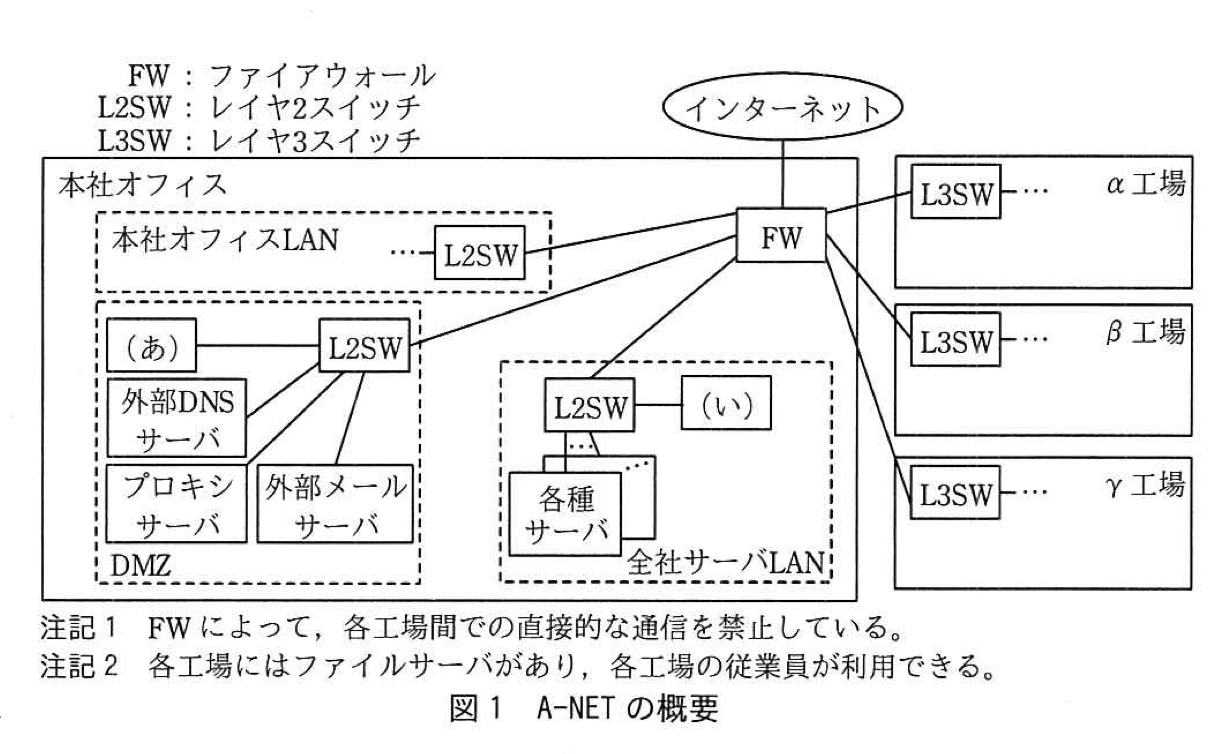 FW : ファイアウォール
L2SW : レイヤ2スイッチ
L3SW : レイヤ3スイッチ
インターネット
本社オフィス
本社オフィスLAN
… L2SW
FW
L3SW … α工場
L3SW … β工場
L3SW … γ工場
(あ)
L2SW
外部DNS
サーバ
プロキシ
サーバ
外部メール
サーバ
DMZ
L2SW
(い)
…
…
各種
サーバ
全社サーバLAN
注記1 FWによって，各工場間での直接的な通信を禁止している。
注記2 各工場にはファイルサーバがあり，各工場の従業員が利用できる。
図1 A-NETの概要